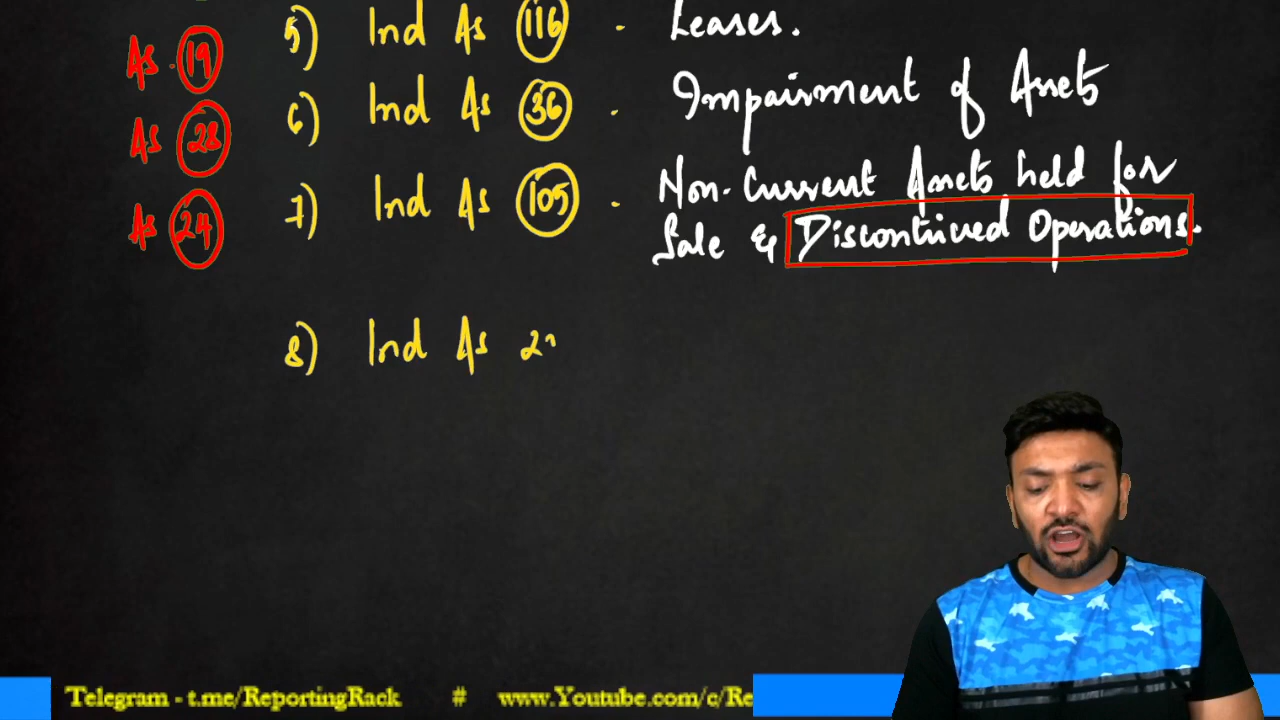 5) Ind As 116 - Leases.
As. 19
6) Ind As 36 - Impairment of Assets
As 28
7) Ind As 105 - Non-Current Assets held for
Sale & Discontinued Operations.
As 24
8) Ind As
Telegram - t.me/ReportingRack # www.Youtube.com/c/Re